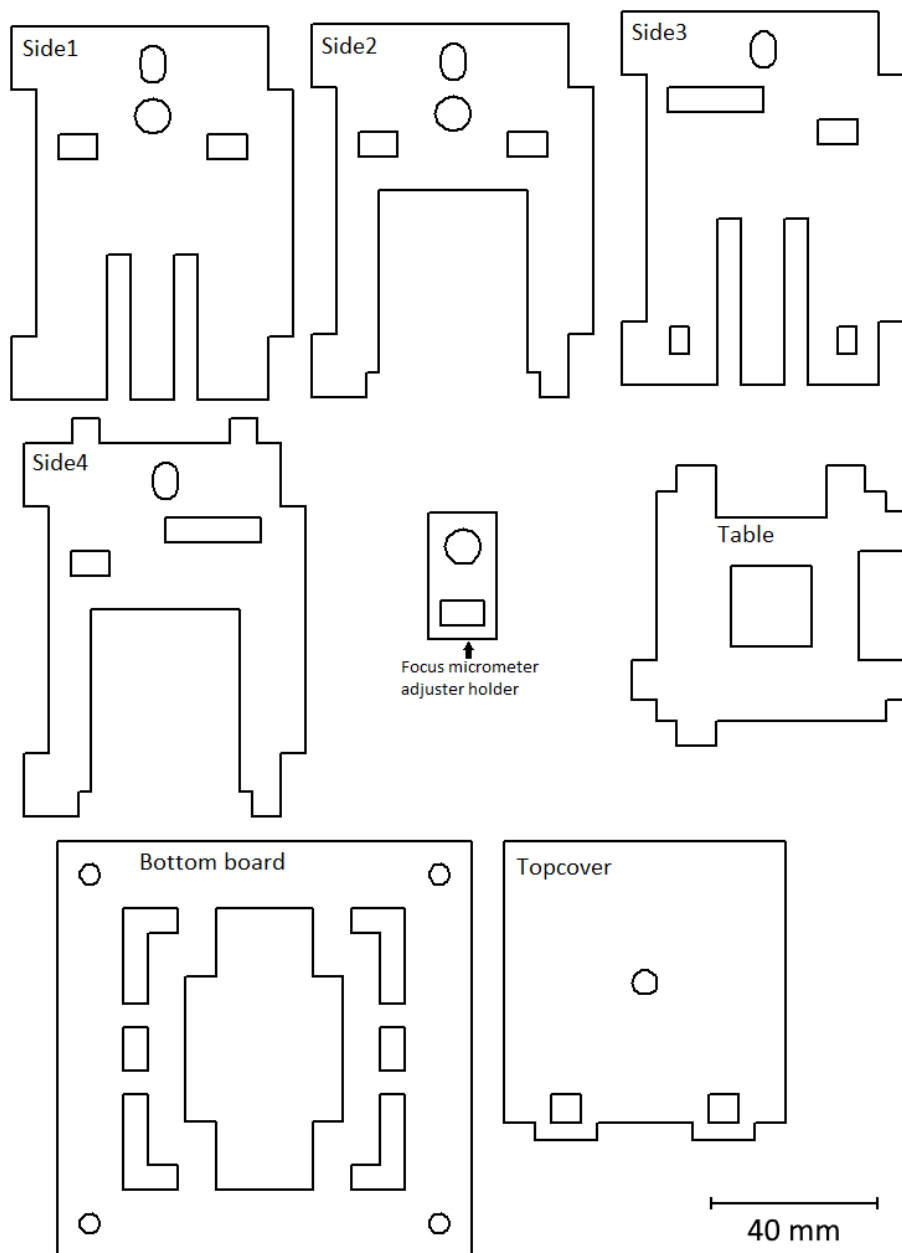 Side1
Side2
Side3
Side4
Table
Focus micrometer
adjuster holder
Bottom board
Topcover
40 mm